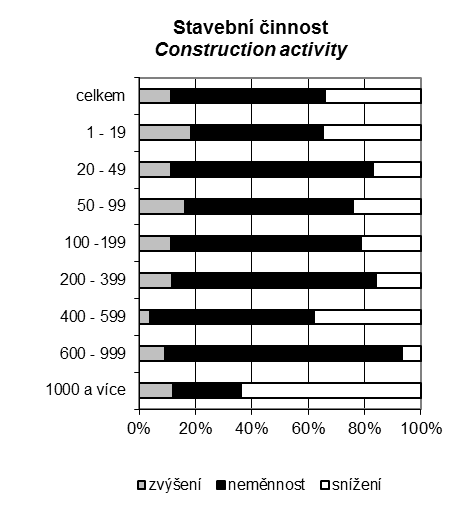 Stavební činnost
Construction activity
celkem
1 - 19
20 - 49
50 - 99
100 -199
200 - 399
400 - 599
600 - 999
1000 a více
0% 20% 40% 60% 80% 100%
zvýšení neměnnost snížení